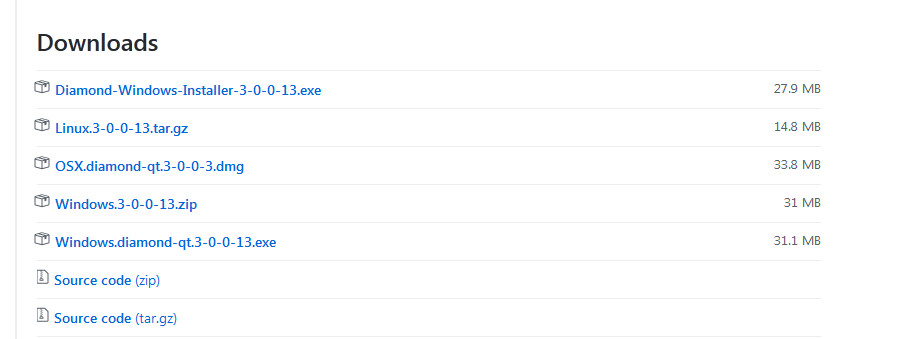 Downloads
Diamond-Windows-Installer-3-0-0-13.exe 27.9 MB
Linux.3-0-0-13.tar.gz 14.8 MB
OSX.diamond-qt.3-0-0-3.dmg 33.8 MB
Windows.3-0-0-13.zip 31 MB
Windows.diamond-qt.3-0-0-13.exe 31.1 MB
Source code (zip)
Source code (tar.gz)